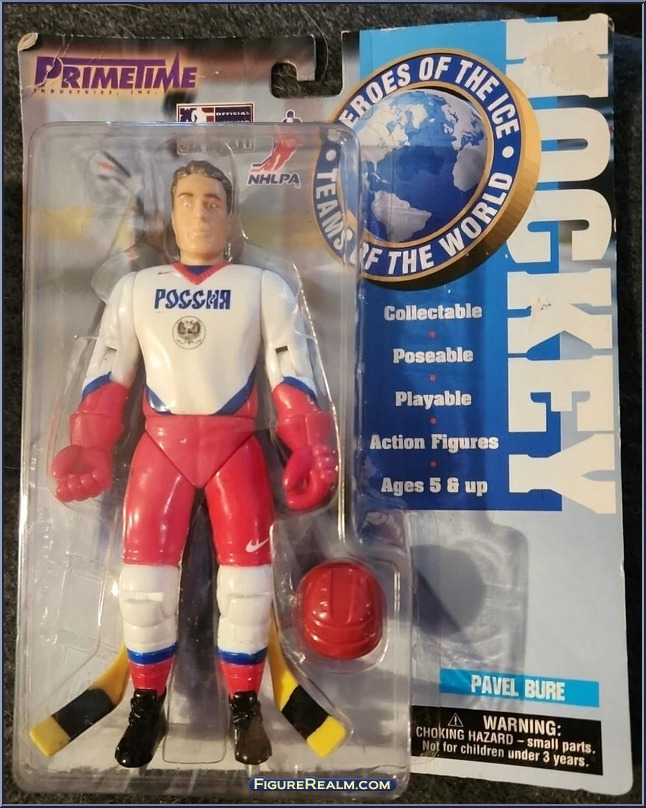 PRIMETIME
INDUSTRIES, INC.
OFFICIAL
NHLPA
HEROES OF THE ICE
TEAMS OF THE WORLD
HOCKEY
РОССИЯ
Collectable
Poseable
Playable
Action Figures
Ages 5 & up
PAVEL BURE
WARNING:
CHOKING HAZARD – small parts.
Not for children under 3 years.
FIGUREREALM.COM